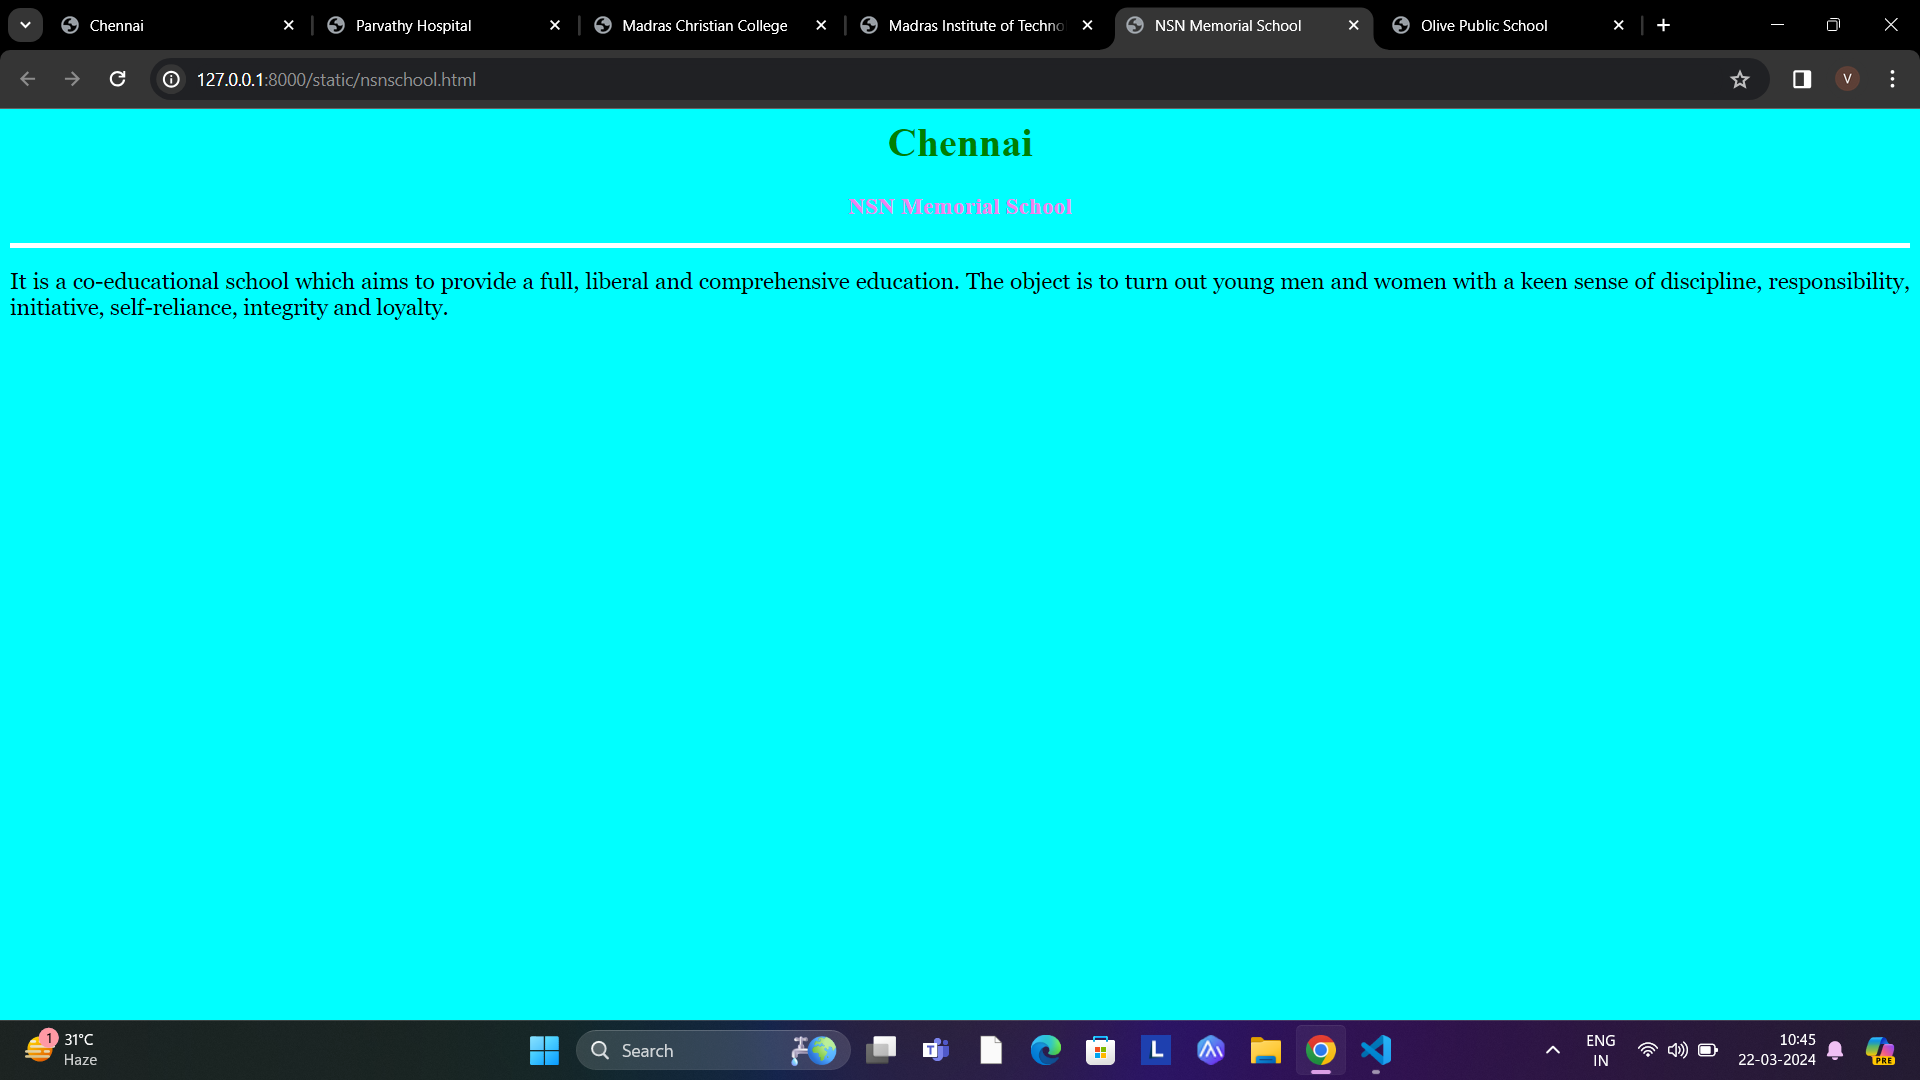 Chennai
Parvathy Hospital
Madras Christian College
Madras Institute of Techno
NSN Memorial School
Olive Public School
127.0.0.1:8000/static/nsnschool.html
V
Chennai
NSN Memorial School
It is a co-educational school which aims to provide a full, liberal and comprehensive education. The object is to turn out young men and women with a keen sense of discipline, responsibility,
initiative, self-reliance, integrity and loyalty.
1
31°C
Haze
Search
T
L
PRE
ENG
IN
10:45
22-03-2024